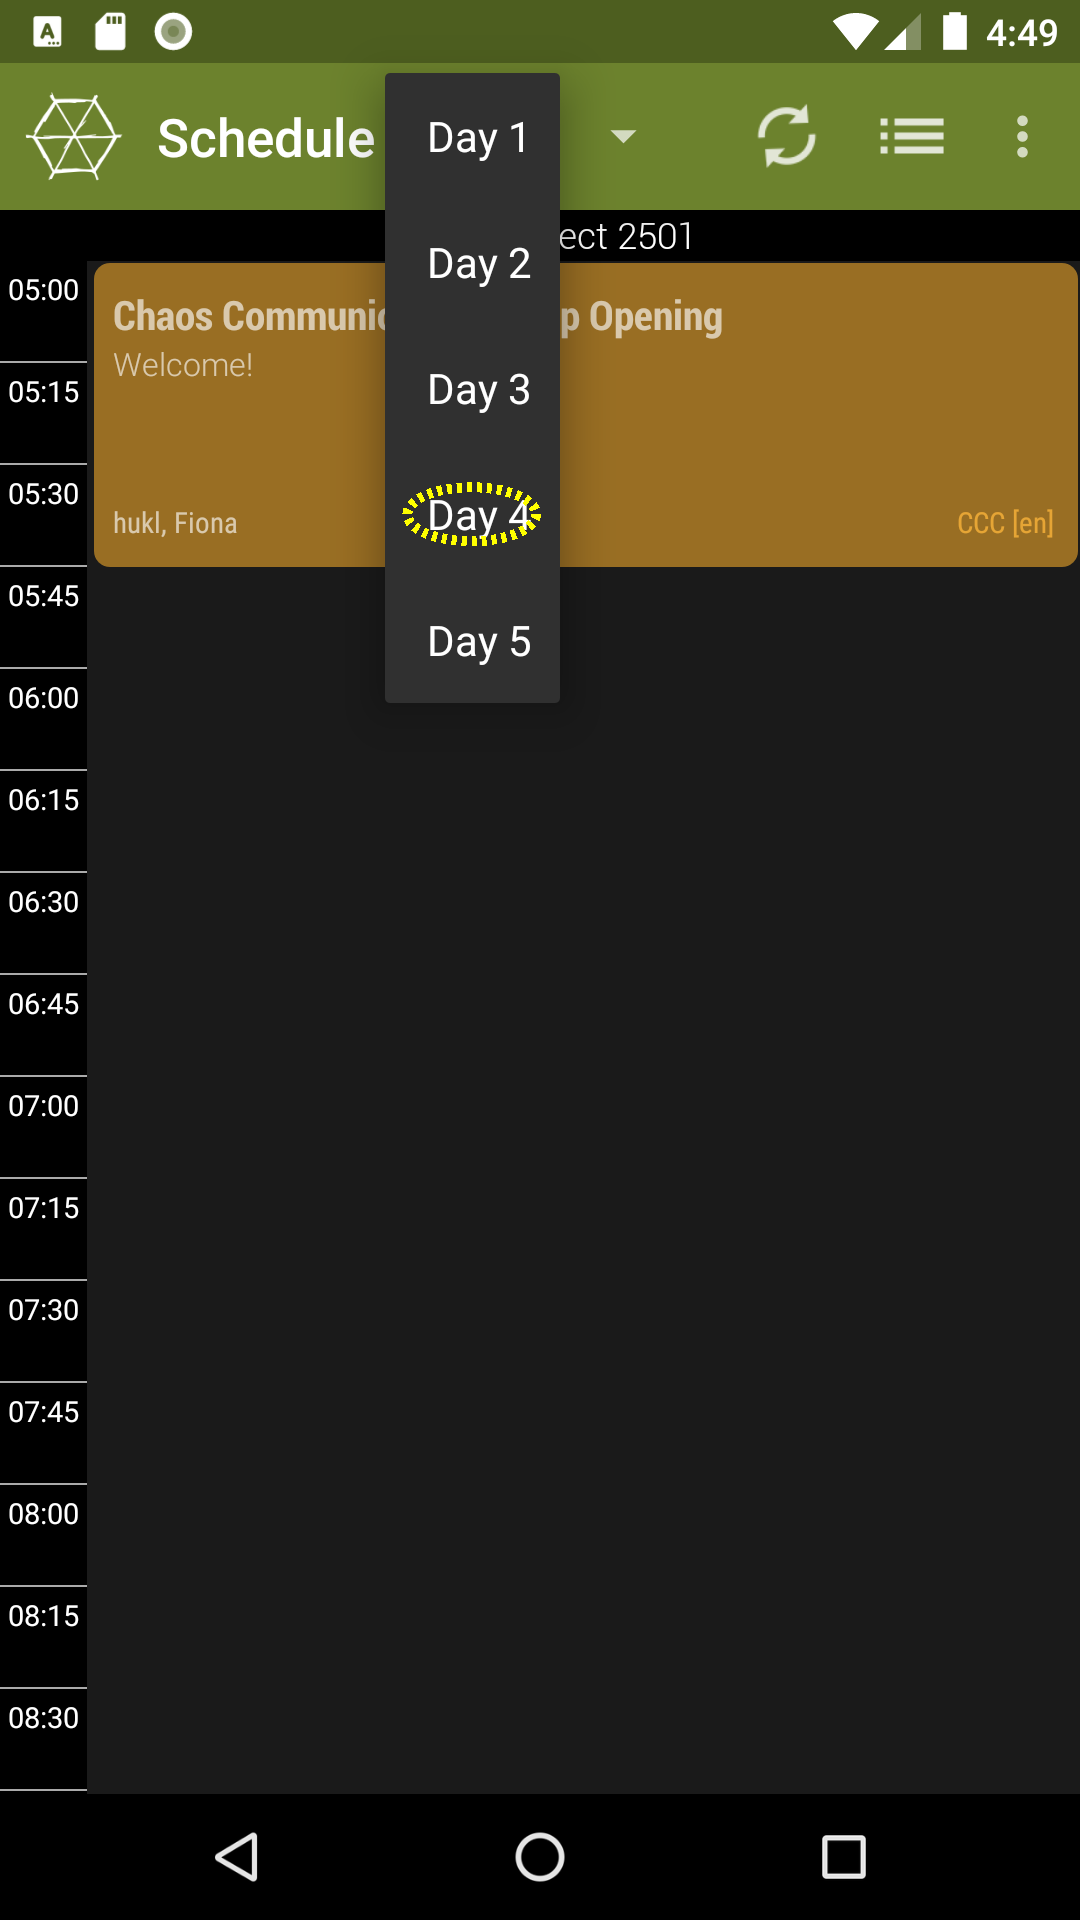 4:49
Schedule
Day 1
Day 2
Day 3
Day 4
Day 5
ect 2501
05:00
Chaos Communic p Opening
Welcome!
05:15
05:30
hukl, Fiona
CCC [en]
05:45
06:00
06:15
06:30
06:45
07:00
07:15
07:30
07:45
08:00
08:15
08:30